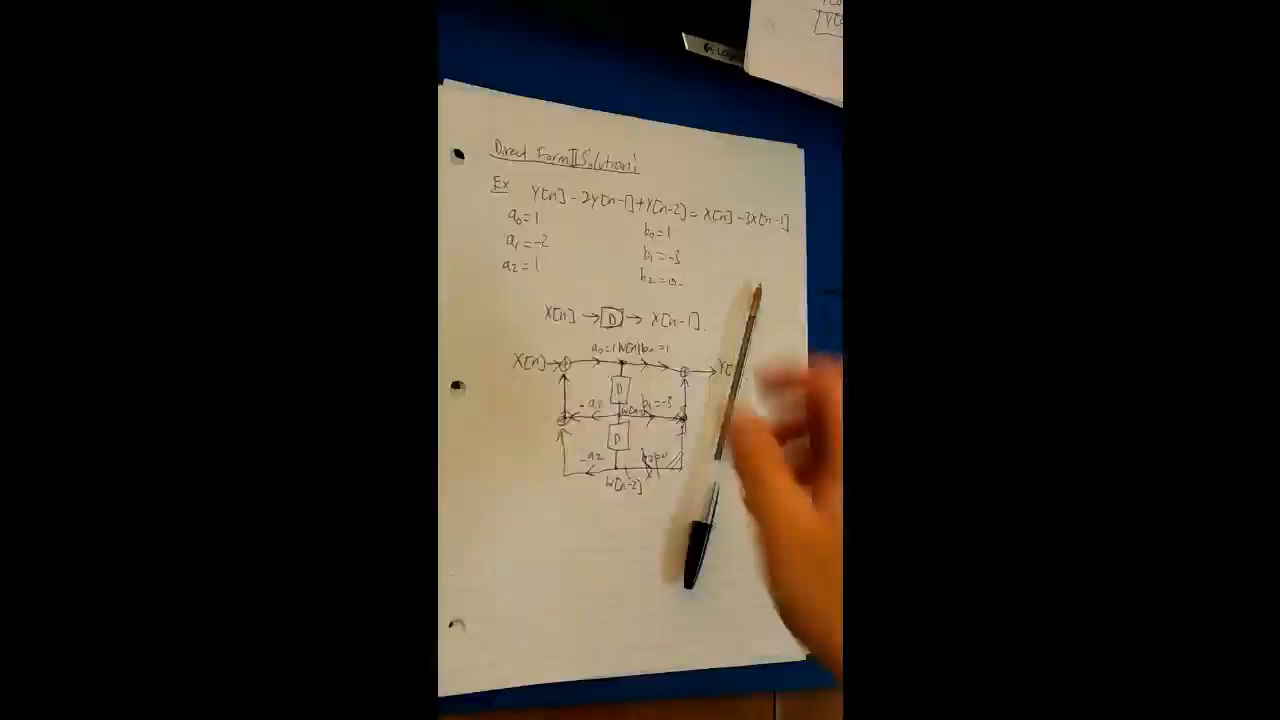 Direct Form II Solution:
Ex Y[n] - 2Y[n-1] + Y[n-2] = X[n] - 3X[n-1]
a₀=1 b₀=1
a₁=-2 b₁=-3
a₂=1 b₂=0
X[n] → D → X[n-1].
a₀=1 W[n] b₀=1
X[n] + + Y[
D
-a₁ b₁=-3
D
-a₂ b₂=0
W[n-2]